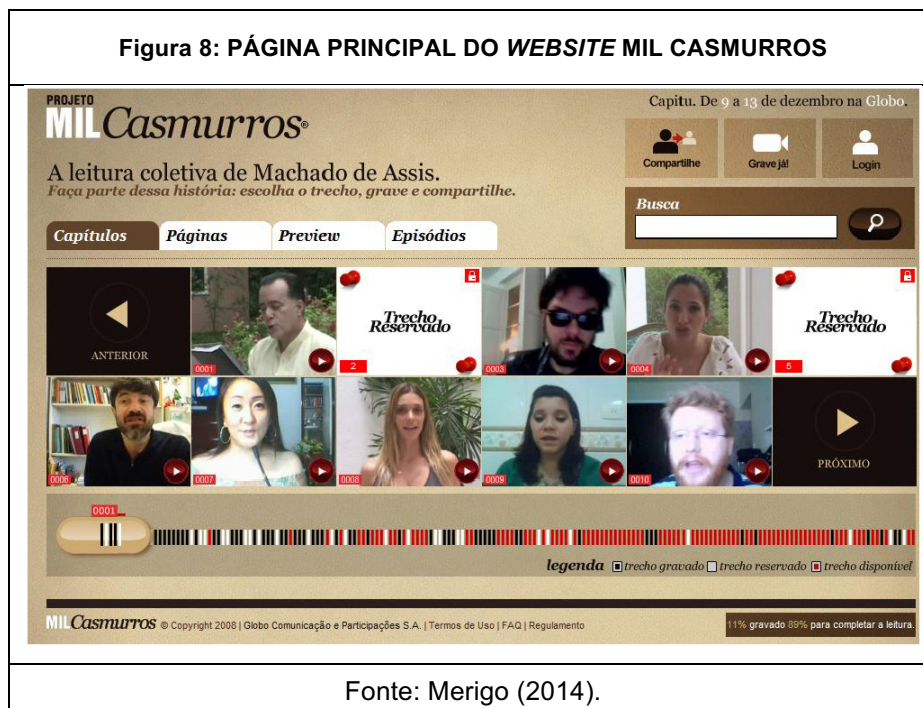 Figura 8: PÁGINA PRINCIPAL DO WEBSITE MIL CASMURROS
PROJETO
MIL Casmurros®
Capitu. De 9 a 13 de dezembro na Globo.
Compartilhe
Grave já!
Login
A leitura coletiva de Machado de Assis.
Faça parte dessa história: escolha o trecho, grave e compartilhe.
Busca
Capítulos
Páginas
Preview
Episódios
ANTERIOR
0001
Trecho
Reservado
2
0003
0004
Trecho
Reservado
5
0006
0007
0008
0009
0010
PRÓXIMO
0001
legenda trecho gravado trecho reservado trecho disponível
MIL Casmurros © Copyright 2008 | Globo Comunicação e Participações S.A. | Termos de Uso | FAQ | Regulamento
11% gravado 89% para completar a leitura.
Fonte: Merigo (2014).